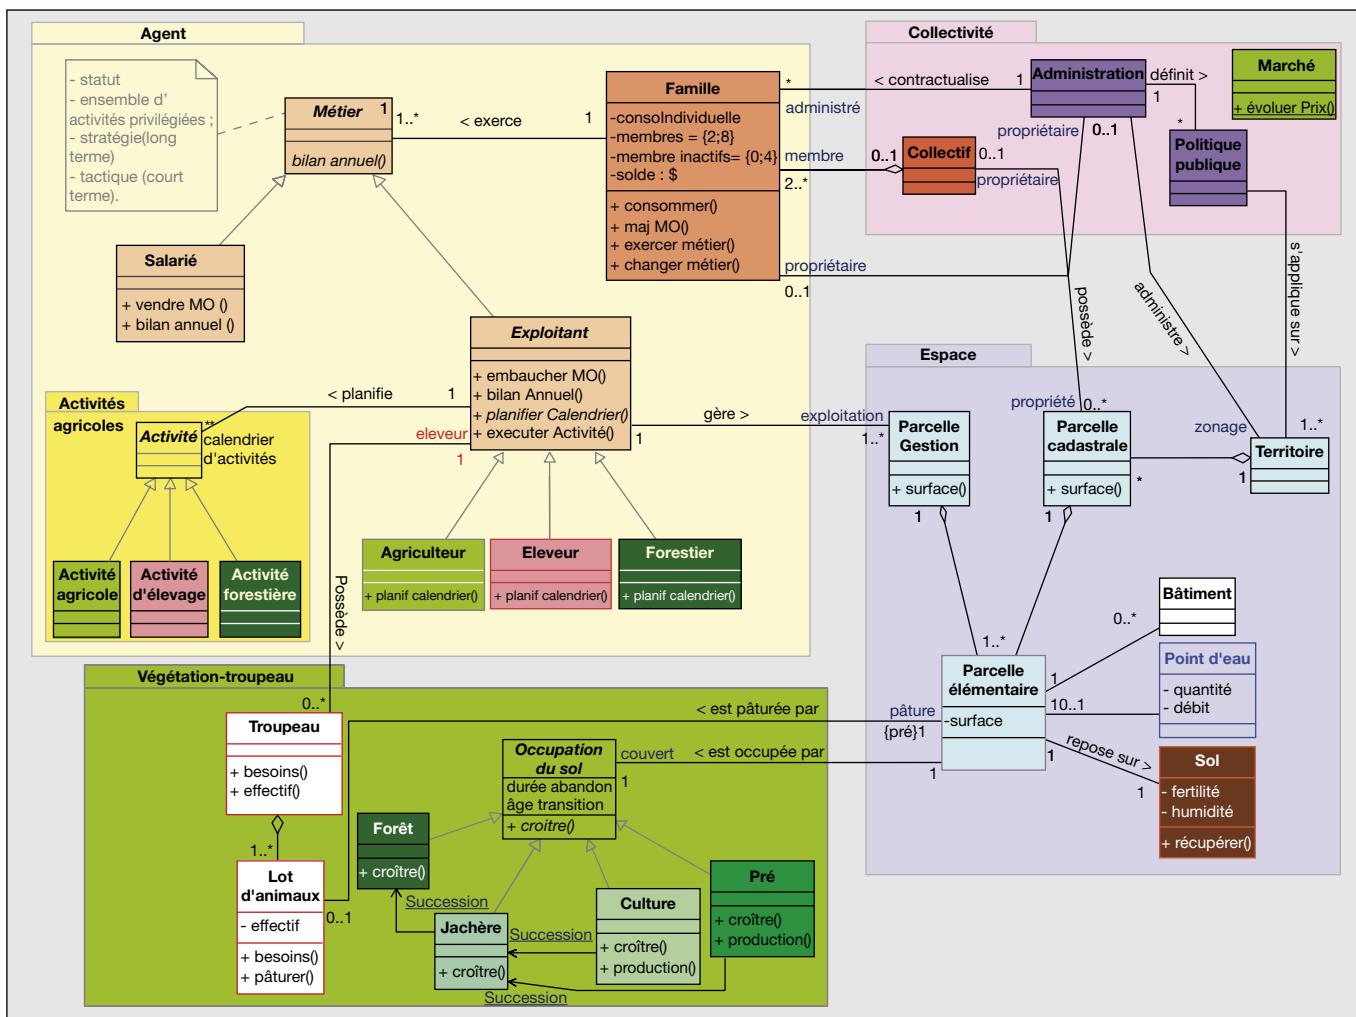 Agent
- statut
- ensemble d'
activités privilégiées ;
- stratégie(long
terme)
- tactique (court
terme).
Métier
1
bilan annuel()
1..*
< exerce
1
Famille
-consoIndividuelle
-membres = {2;8}
-membre inactifs= {0;4}
-solde : $
+ consommer()
+ maj MO()
+ exercer métier()
+ changer métier()
Salarié
+ vendre MO ()
+ bilan annuel ()
Exploitant
+ embaucher MO()
+ bilan Annuel()
+ planifier Calendrier()
+ executer Activité()
< planifie
1
eleveur
1
1
gère >
exploitation
1..*
Activités
agricoles
Activité
**
calendrier
d'activités
Activité
agricole
Activité
d'élevage
Activité
forestière
Agriculteur
+ planif calendrier()
Eleveur
+ planif calendrier()
Forestier
+ planif calendrier()
Possède >
0..*
Collectivité
*
< contractualise
1
administré
Administration
définit >
1
*
Marché
+ évoluer Prix()
propriétaire
0..1
Politique
publique
membre
2..*
0..1
Collectif
0..1
propriétaire
propriétaire
0..1
possède >
administre >
s'applique sur >
Espace
Parcelle
Gestion
+ surface()
1
propriété
0..*
Parcelle
cadastrale
+ surface()
*
1
zonage
1..*
Territoire
1
1..*
Parcelle
élémentaire
-surface
0..*
1
Bâtiment
10..1
Point d'eau
- quantité
- débit
repose sur >
1
1
Sol
- fertilité
- humidité
+ récupérer()
Végétation-troupeau
Troupeau
+ besoins()
+ effectif()
1..*
Lot
d'animaux
- effectif
+ besoins()
+ pâturer()
0..1
< est pâturée par
pâture
{pré}1
Occupation
du sol
durée abandon
âge transition
+ croitre()
couvert
1
< est occupée par
1
Forêt
+ croître()
Succession
Jachère
+ croître()
Succession
Culture
+ croître()
+ production()
Pré
+ croître()
+ production()
Succession